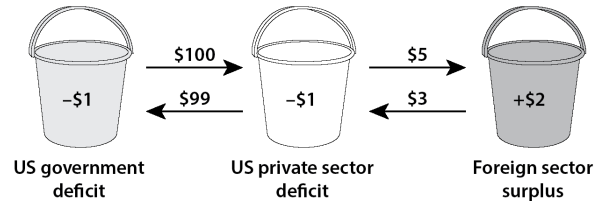 $100
$5
–$1
$99
–$1
$3
+$2
US government
deficit
US private sector
deficit
Foreign sector
surplus